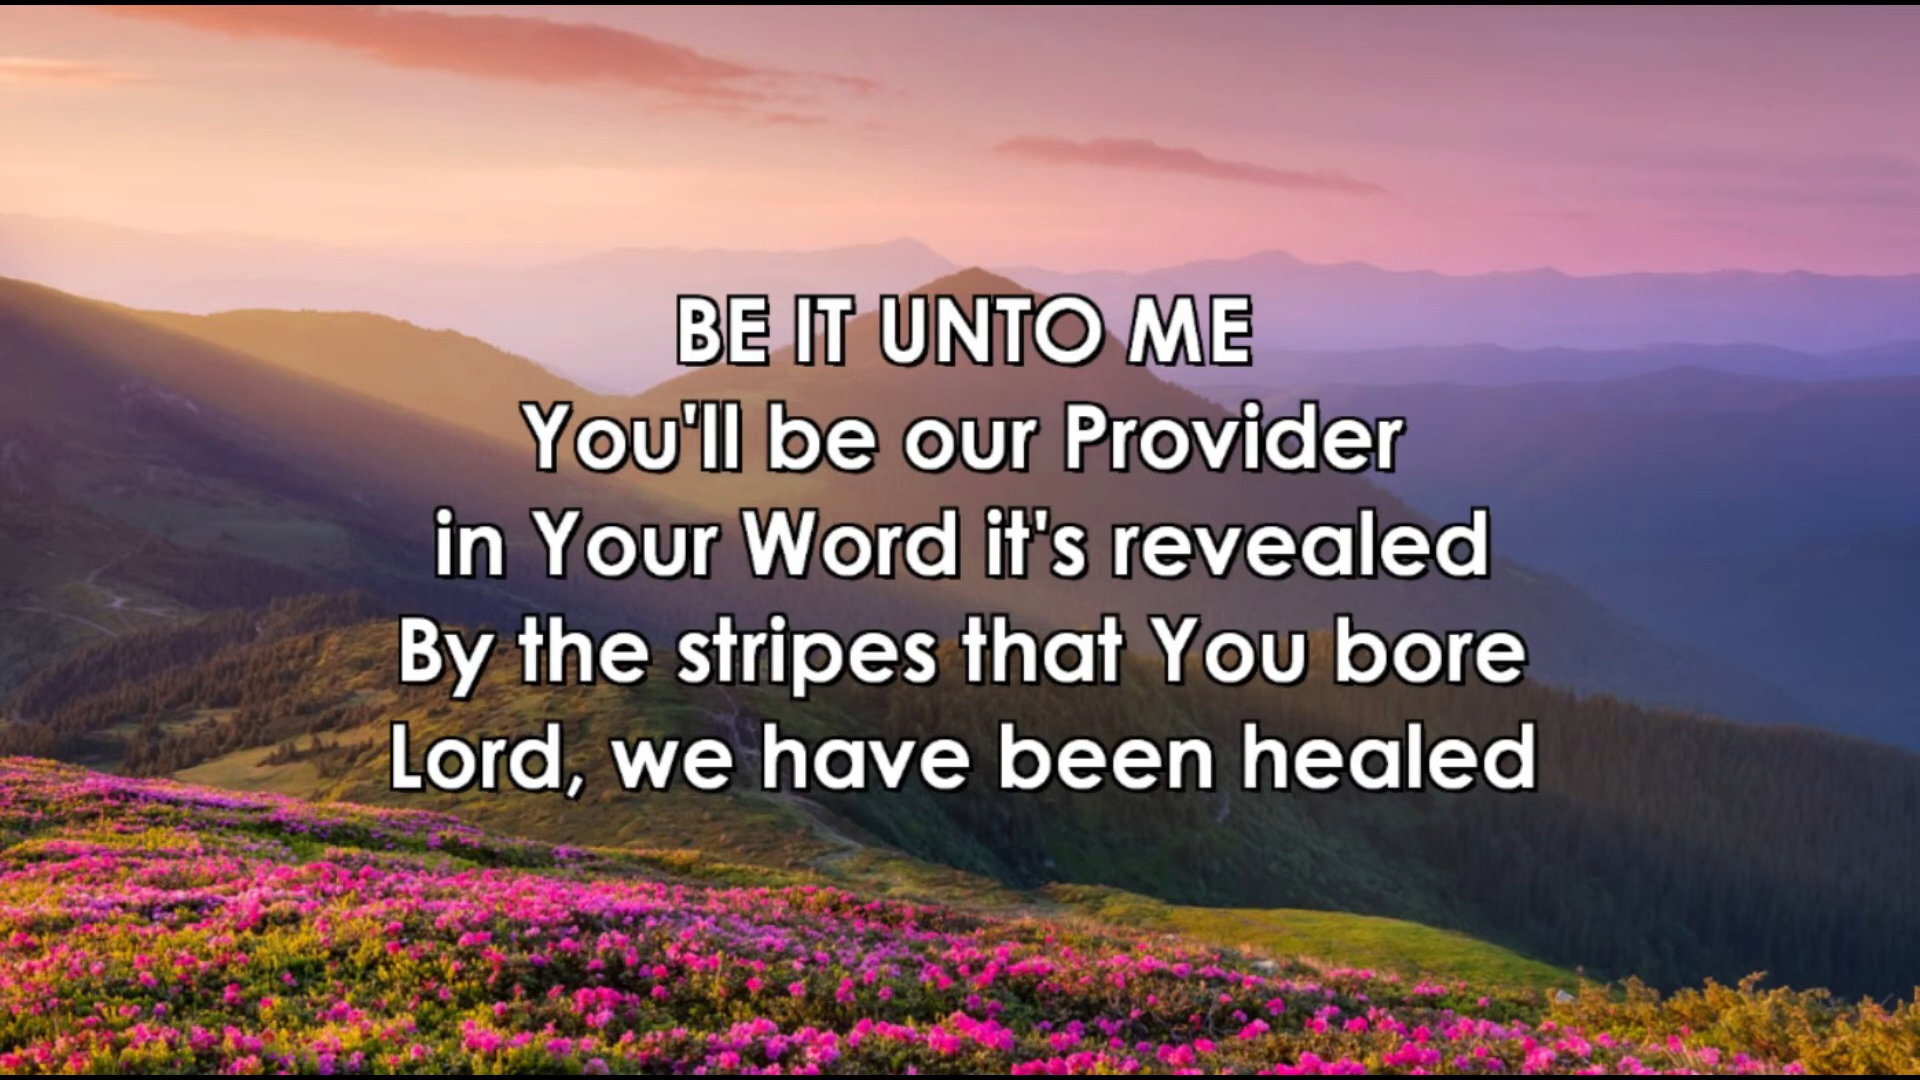 BE IT UNTO ME
You'll be our Provider
in Your Word it's revealed
By the stripes that You bore
Lord, we have been healed